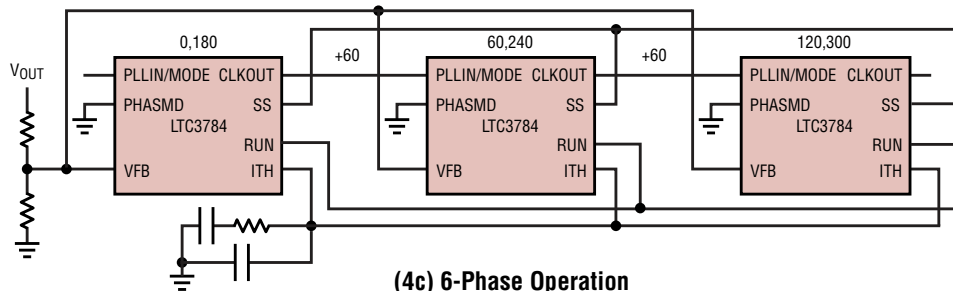 0,180
60,240
120,300
+60
+60
VOUT
PLLIN/MODE CLKOUT
PHASMD SS
LTC3784
RUN
VFB ITH
PLLIN/MODE CLKOUT
PHASMD SS
LTC3784
RUN
VFB ITH
PLLIN/MODE CLKOUT
PHASMD SS
LTC3784
RUN
VFB ITH
(4c) 6-Phase Operation